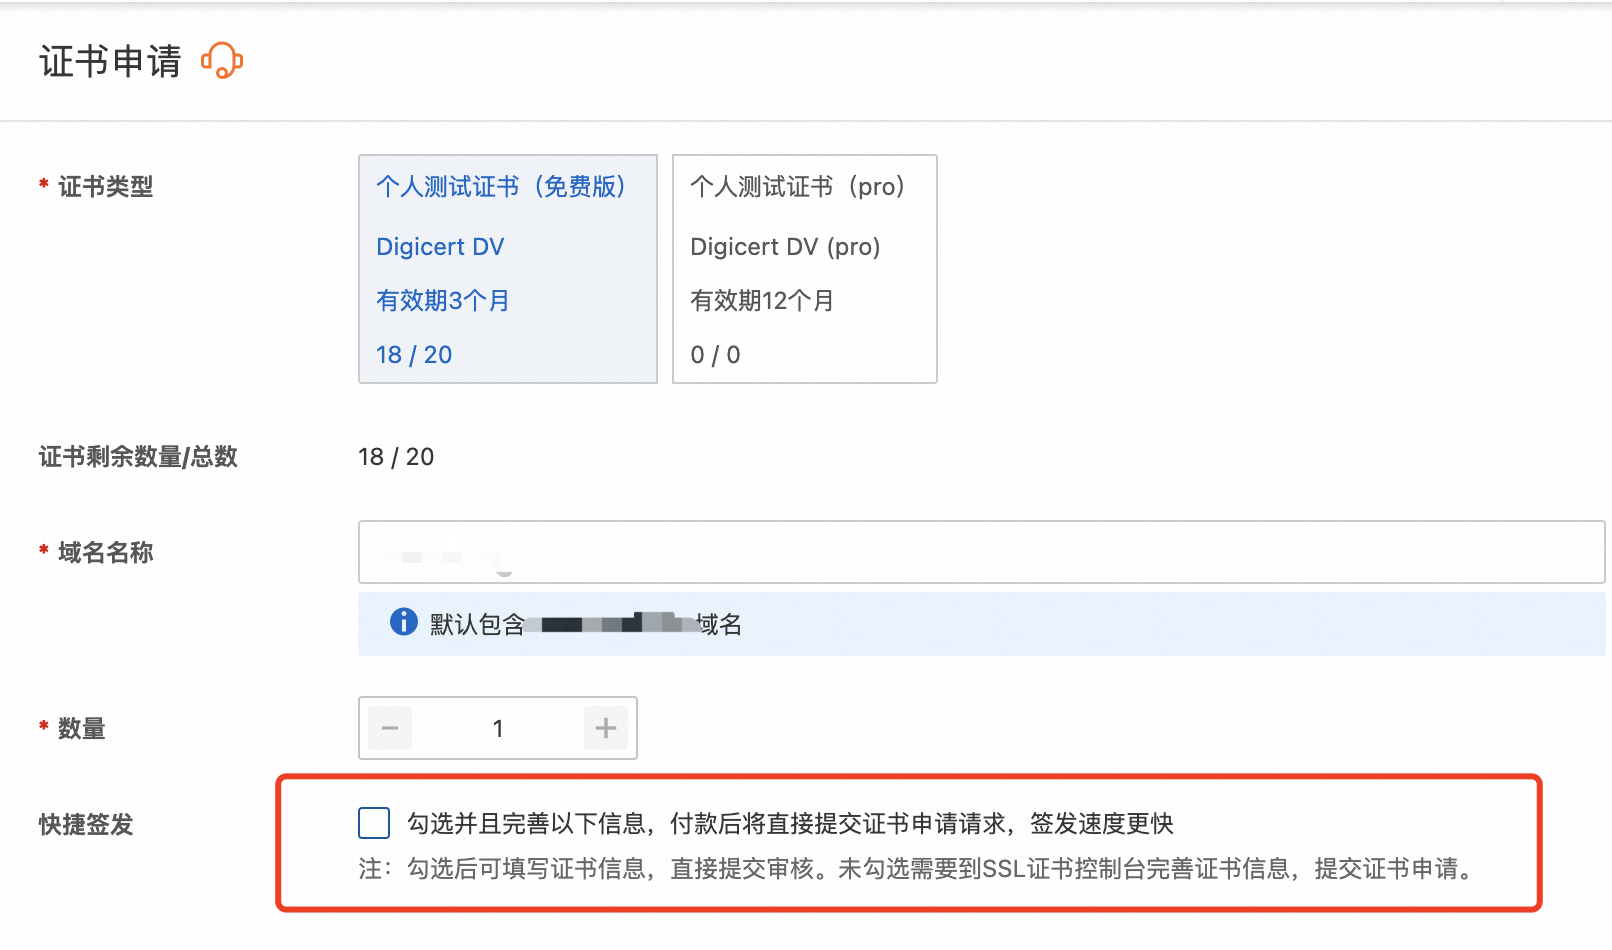 证书申请
* 证书类型
个人测试证书（免费版）
Digicert DV
有效期3个月
18 / 20
个人测试证书（pro）
Digicert DV (pro)
有效期12个月
0 / 0
证书剩余数量/总数
18 / 20
* 域名名称
默认包含 域名
* 数量
1
快捷签发
勾选并且完善以下信息，付款后将直接提交证书申请请求，签发速度更快
注：勾选后可填写证书信息，直接提交审核。未勾选需要到SSL证书控制台完善证书信息，提交证书申请。